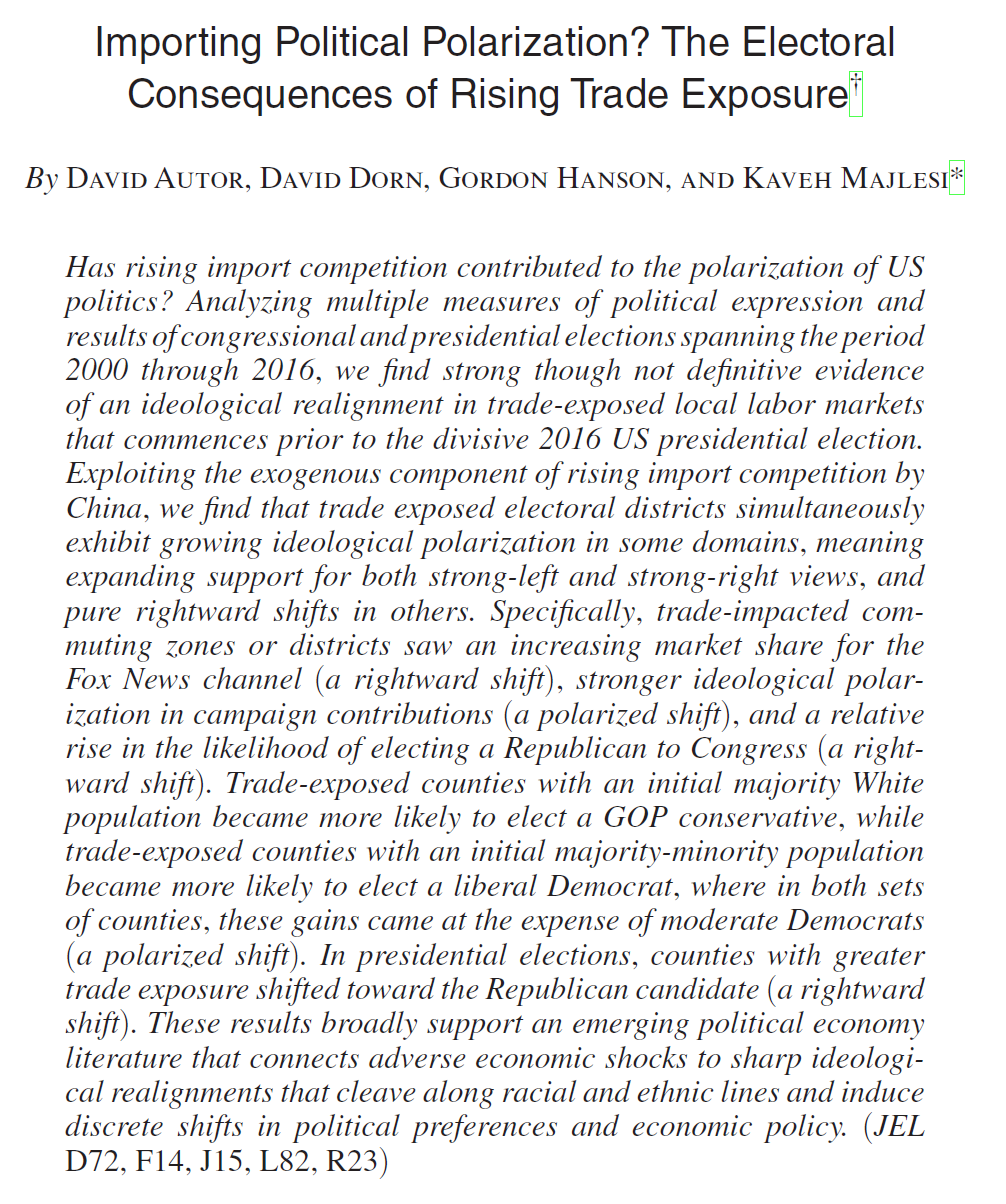 Importing Political Polarization? The Electoral
Consequences of Rising Trade Exposure†
By David Autor, David Dorn, Gordon Hanson, and Kaveh Majlesi*
Has rising import competition contributed to the polarization of US
politics? Analyzing multiple measures of political expression and
results of congressional and presidential elections spanning the period
2000 through 2016, we find strong though not definitive evidence
of an ideological realignment in trade-exposed local labor markets
that commences prior to the divisive 2016 US presidential election.
Exploiting the exogenous component of rising import competition by
China, we find that trade exposed electoral districts simultaneously
exhibit growing ideological polarization in some domains, meaning
expanding support for both strong-left and strong-right views, and
pure rightward shifts in others. Specifically, trade-impacted com-
muting zones or districts saw an increasing market share for the
Fox News channel (a rightward shift), stronger ideological polar-
ization in campaign contributions (a polarized shift), and a relative
rise in the likelihood of electing a Republican to Congress (a right-
ward shift). Trade-exposed counties with an initial majority White
population became more likely to elect a GOP conservative, while
trade-exposed counties with an initial majority-minority population
became more likely to elect a liberal Democrat, where in both sets
of counties, these gains came at the expense of moderate Democrats
(a polarized shift). In presidential elections, counties with greater
trade exposure shifted toward the Republican candidate (a rightward
shift). These results broadly support an emerging political economy
literature that connects adverse economic shocks to sharp ideologi-
cal realignments that cleave along racial and ethnic lines and induce
discrete shifts in political preferences and economic policy. (JEL
D72, F14, J15, L82, R23)